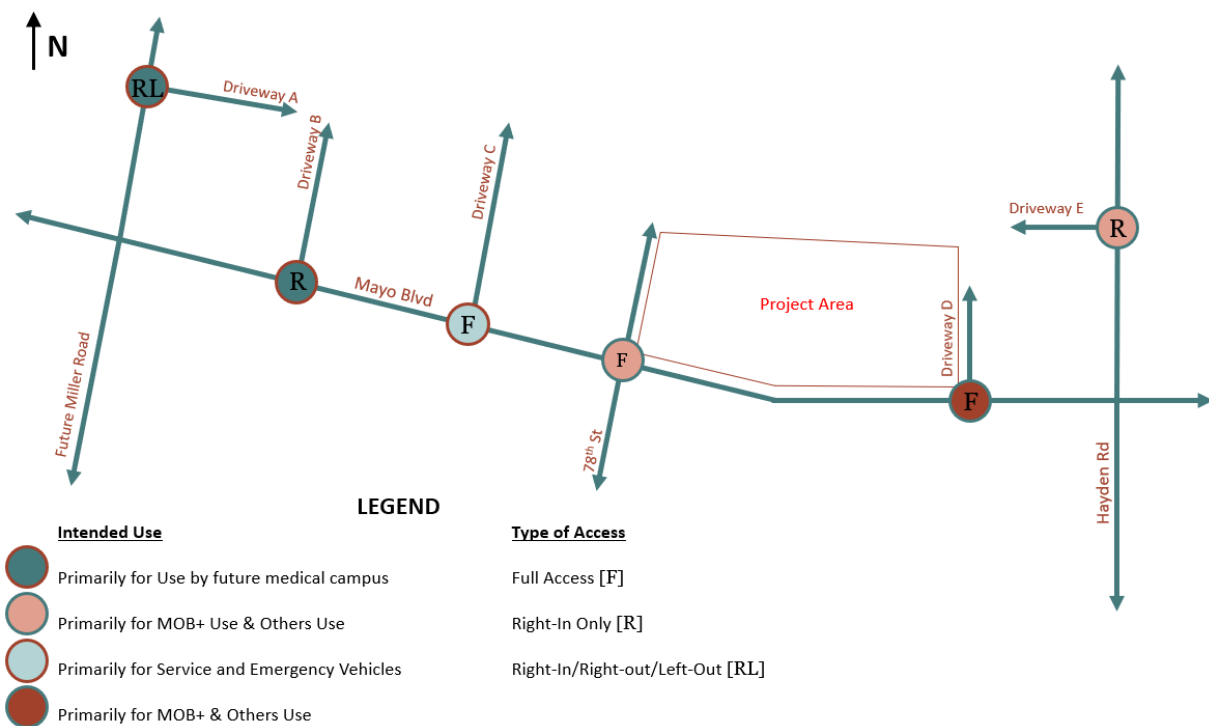 N
RL
Driveway A
Driveway B
Driveway C
Driveway E
R
R
Mayo Blvd
Project Area
F
F
Driveway D
F
Future Miller Road
78th St
Hayden Rd
LEGEND
Intended Use
Type of Access
Primarily for Use by future medical campus
Full Access [F]
Primarily for MOB+ Use & Others Use
Right-In Only [R]
Primarily for Service and Emergency Vehicles
Right-In/Right-out/Left-Out [RL]
Primarily for MOB+ & Others Use